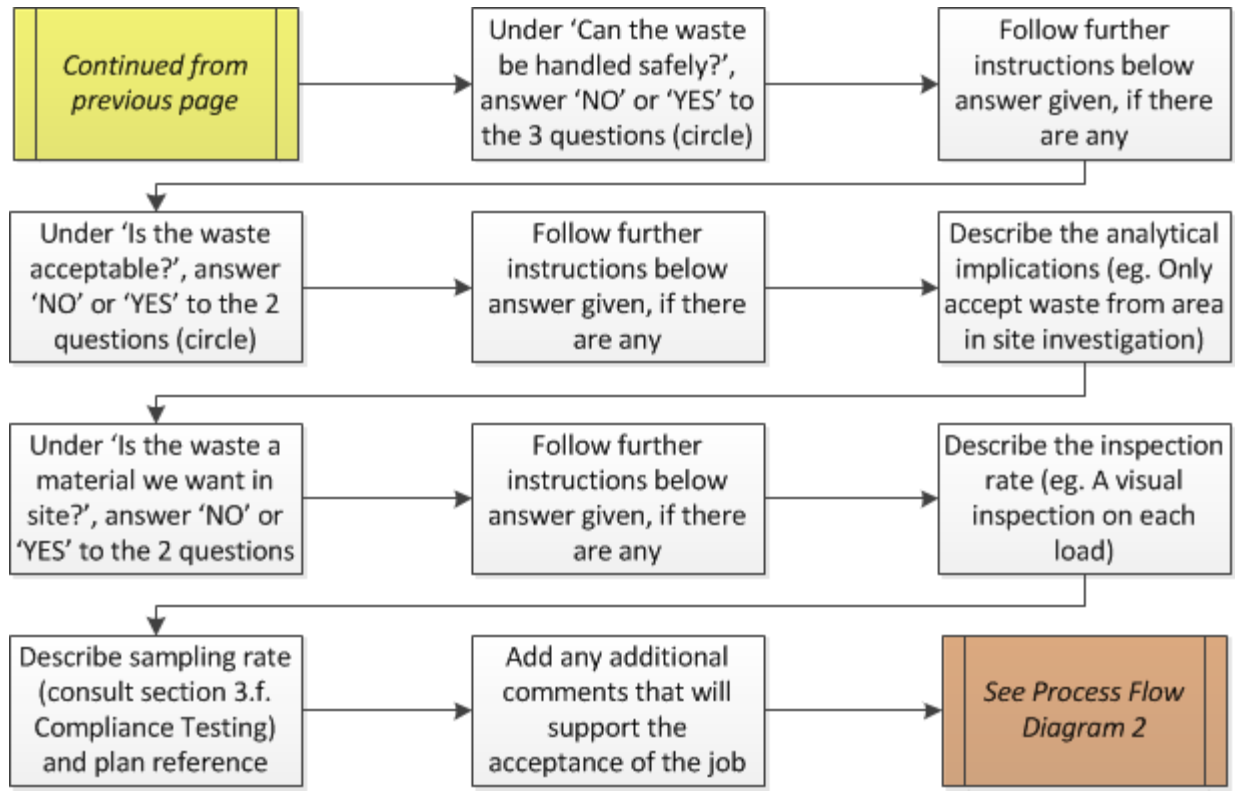 Continued from
previous page
Under ‘Can the waste
be handled safely?’,
answer ‘NO’ or ‘YES’ to
the 3 questions (circle)
Follow further
instructions below
answer given, if there
are any
Under ‘Is the waste
acceptable?’, answer
‘NO’ or ‘YES’ to the 2
questions (circle)
Follow further
instructions below
answer given, if there
are any
Describe the analytical
implications (eg. Only
accept waste from area
in site investigation)
Under ‘Is the waste a
material we want in
site?’, answer ‘NO’ or
‘YES’ to the 2 questions
Follow further
instructions below
answer given, if there
are any
Describe the inspection
rate (eg. A visual
inspection on each
load)
Describe sampling rate
(consult section 3.f.
Compliance Testing)
and plan reference
Add any additional
comments that will
support the
acceptance of the job
See Process Flow
Diagram 2